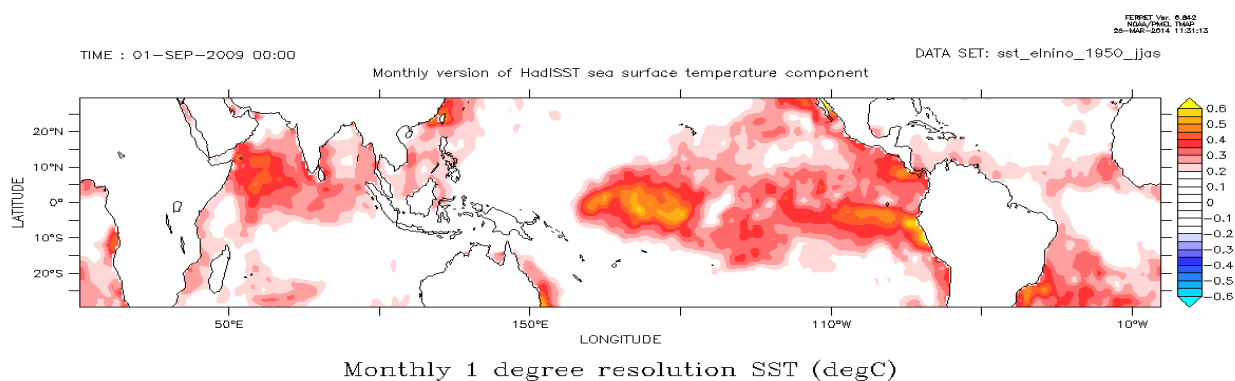 FERRET Ver. 6.842
NOAA/PMEL TMAP
28-MAR-2014 11:31:13
TIME : 01-SEP-2009 00:00
DATA SET: sst_elnino_1950_jjas
Monthly version of HadISST sea surface temperature component
20°N
10°N
0°
10°S
20°S
LATITUDE
50°E
150°E
110°W
10°W
LONGITUDE
0.6
0.5
0.4
0.3
0.2
0.1
0
-0.1
-0.2
-0.3
-0.4
-0.5
-0.6
Monthly 1 degree resolution SST (degC)